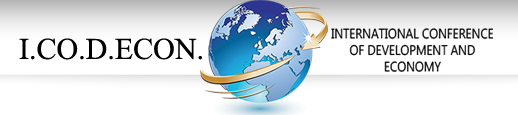 I.CO.D.ECON.
INTERNATIONAL CONFERENCE
OF DEVELOPMENT AND
ECONOMY